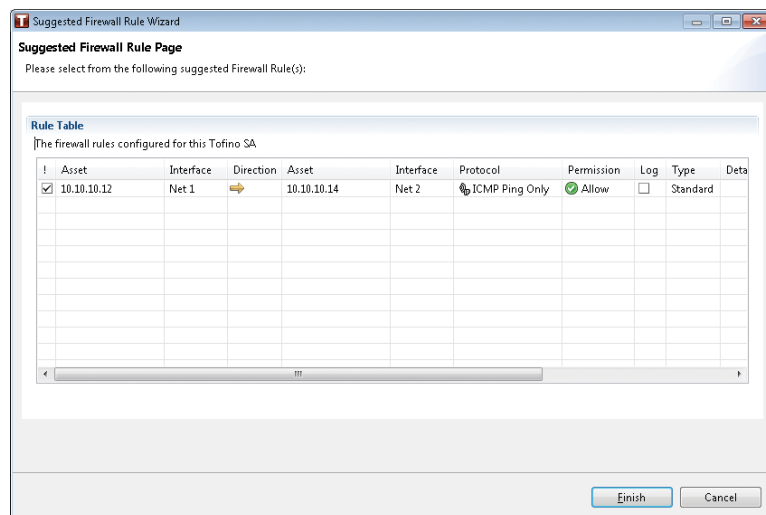 T Suggested Firewall Rule Wizard
Suggested Firewall Rule Page
Please select from the following suggested Firewall Rule(s):
Rule Table
The firewall rules configured for this Tofino SA
! Asset Interface Direction Asset Interface Protocol Permission Log Type Deta
10.10.10.12 Net 1 10.10.10.14 Net 2 ICMP Ping Only Allow Standard
Finish Cancel